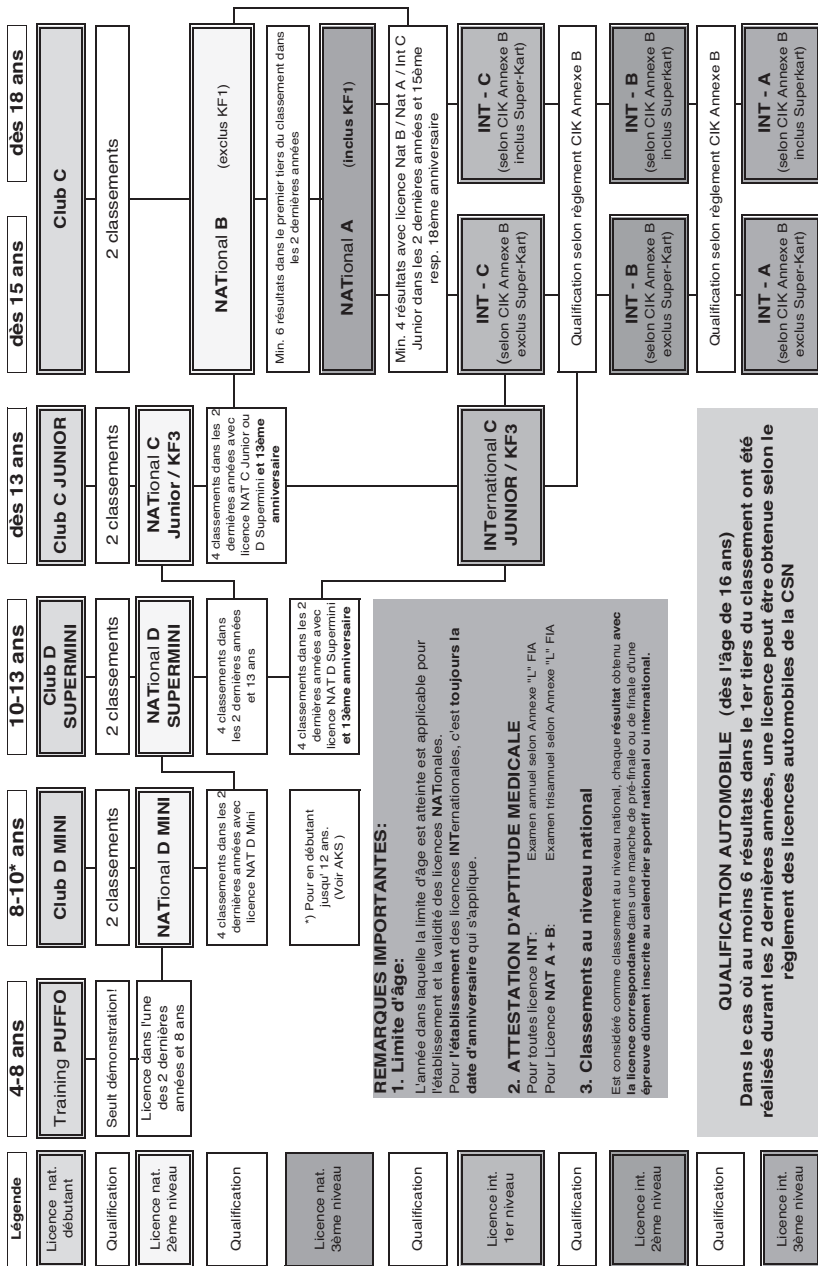 Légende
4-8 ans
8-10* ans
10-13 ans
dès 13 ans
dès 15 ans
dès 18 ans
Licence nat.
débutant
Training PUFFO
Club D MINI
Club D
SUPERMINI
Club C JUNIOR
Club C
Qualification
Seult démonstration!
2 classements
2 classements
2 classements
2 classements
Licence nat.
2ème niveau
Licence dans l'une
des 2 dernières
années et 8 ans
NATional D MINI
NATional D
SUPERMINI
NATional C
Junior / KF3
NATional B (exclus KF1)
Qualification
4 classements dans les 2
dernières années avec
licence NAT D Mini
4 classements dans
les 2 dernières années
et 13 ans
4 classements dans les 2
dernières années avec
licence NAT C Junior ou
D Supermini et 13ème
anniversaire
Min. 6 résultats dans le premier tiers du classement dans
les 2 dernières années
Licence nat.
3ème niveau
*) Pour en débutant
jusqu' 12 ans.
(Voir AKS )
4 classements dans les 2
dernières années avec
licence NAT D Supermini
et 13ème anniversaire
NATional A (inclus KF1)
Qualification
Min. 4 résultats avec licence Nat B / Nat A / Int C
Junior dans les 2 dernières années et 15ème
resp. 18ème anniversaire
Licence int.
1er niveau
INTernational C
JUNIOR / KF3
INT - C
(selon CIK Annexe B
exclus Super-Kart)
INT - C
(selon CIK Annexe B
inclus Super-Kart)
Qualification
Qualification selon règlement CIK Annexe B
Licence int.
2ème niveau
INT - B
(selon CIK Annexe B
exclus Super-Kart)
INT - B
(selon CIK Annexe B
inclus Superkart)
Qualification
Qualification selon règlement CIK Annexe B
Licence int.
3ème niveau
INT - A
(selon CIK Annexe B
exclus Super-Kart)
INT - A
(selon CIK Annexe B
inclus Superkart)
REMARQUES IMPORTANTES:
1. Limite d'âge:
L'année dans laquelle la limite d'âge est atteinte est applicable pour
l'établissement et la validité des licences NATionales.
Pour l'établissement des licences INTernationales, c'est toujours la
date d'anniversaire qui s'applique.
2. ATTESTATION D'APTITUDE MEDICALE
Pour toutes licence INT: Examen annuel selon Annexe "L" FIA
Pour Licence NAT A + B: Examen trisannuel selon Annexe "L" FIA
3. Classements au niveau national
Est considéré comme classement au niveau national, chaque résultat obtenu avec
la licence correspondante dans une manche de pré-finale ou de finale d'une
épreuve dûment inscrite au calendrier sportif national ou international.
QUALIFICATION AUTOMOBILE (dès l'âge de 16 ans)
Dans le cas où au moins 6 résultats dans le 1er tiers du classement ont été
réalisés durant les 2 dernières années, une licence peut être obtenue selon le
règlement des licences automobiles de la CSN